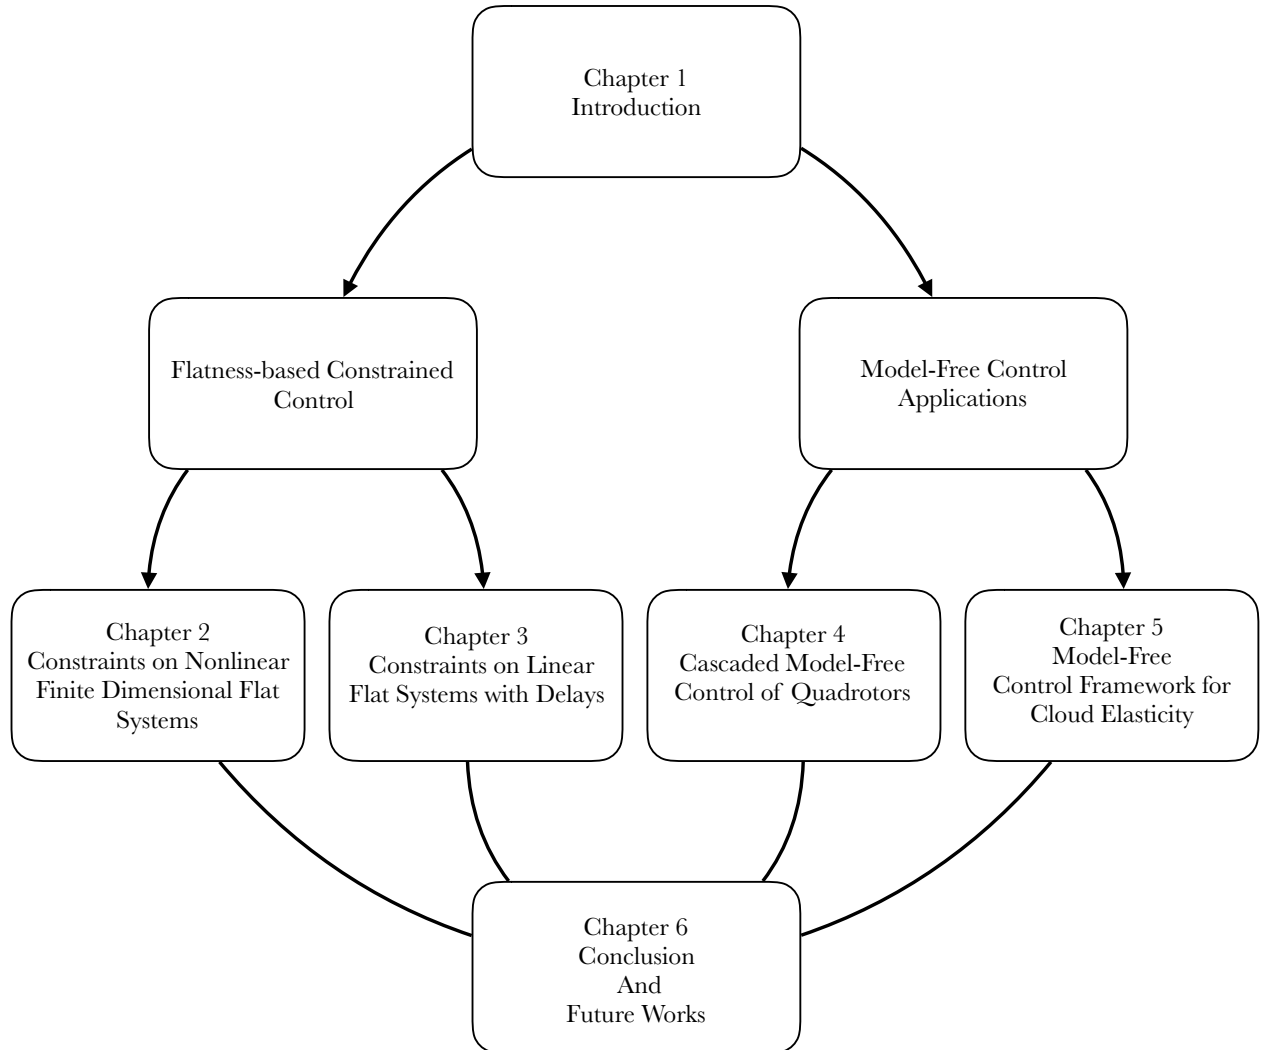 Chapter 1
Introduction
Flatness-based Constrained
Control
Model-Free Control
Applications
Chapter 2
Constraints on Nonlinear
Finite Dimensional Flat
Systems
Chapter 3
Constraints on Linear
Flat Systems with Delays
Chapter 4
Cascaded Model-Free
Control of Quadrotors
Chapter 5
Model-Free
Control Framework for
Cloud Elasticity
Chapter 6
Conclusion
And
Future Works